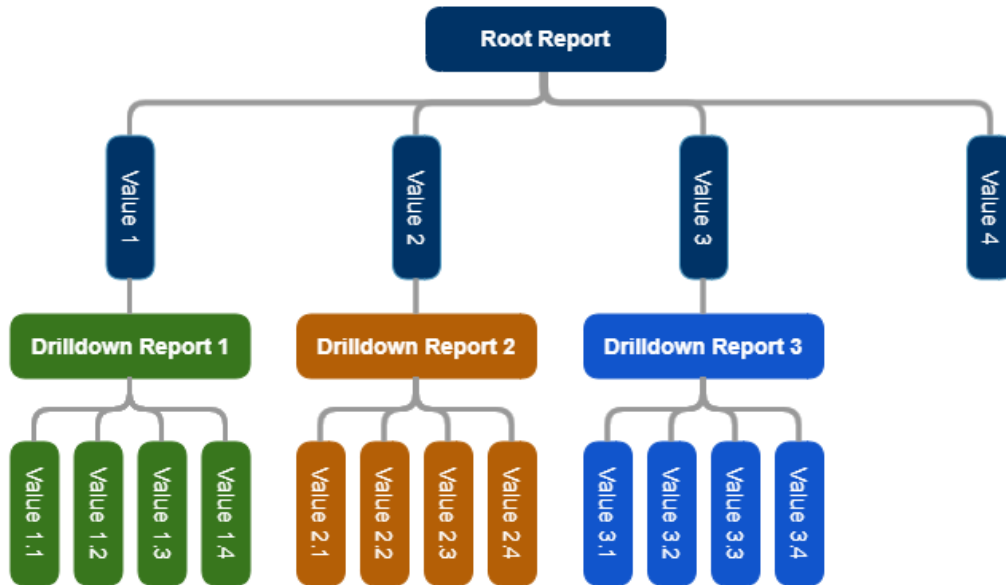 Root Report
Value 1
Value 2
Value 3
Value 4
Drilldown Report 1
Drilldown Report 2
Drilldown Report 3
Value 1.1
Value 1.2
Value 1.3
Value 1.4
Value 2.1
Value 2.2
Value 2.3
Value 2.4
Value 3.1
Value 3.2
Value 3.3
Value 3.4